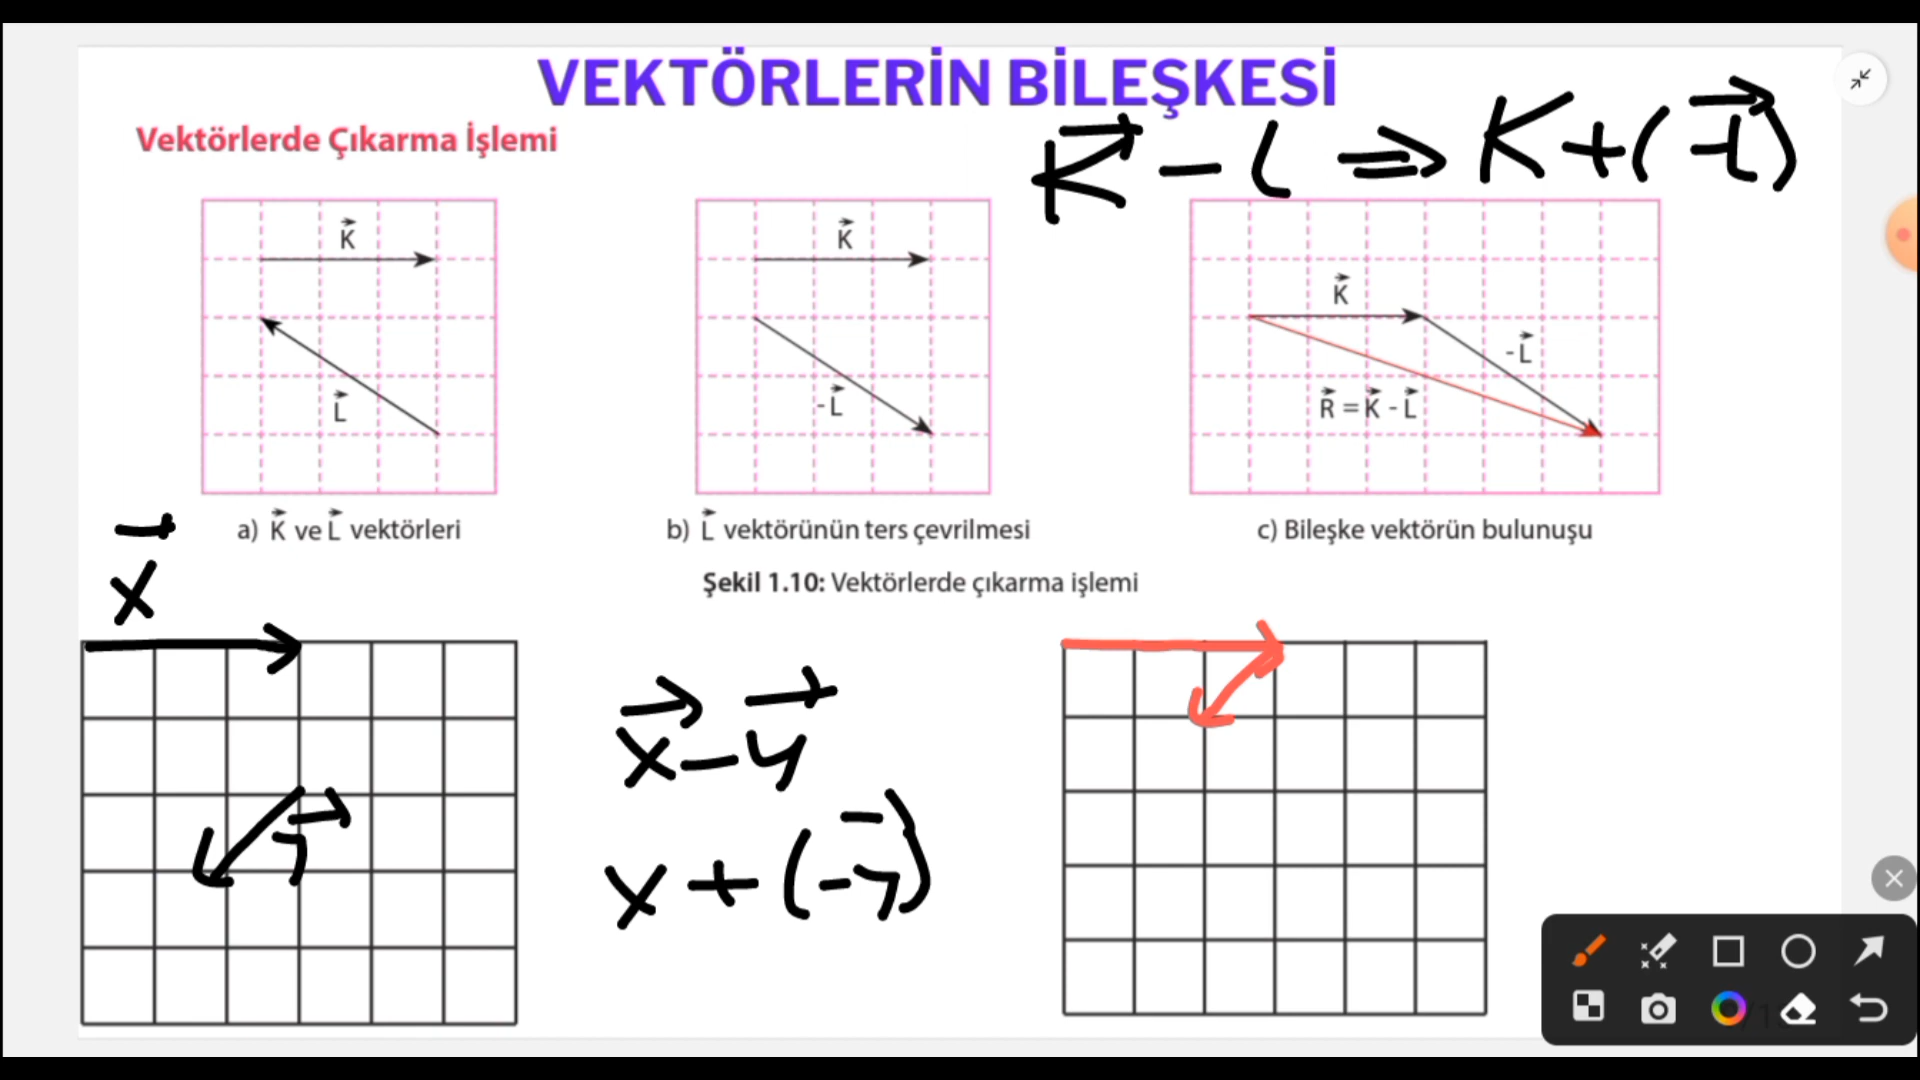 VEKTÖRLERİN BİLEŞKESİ
Vektörlerde Çıkarma İşlemi
K - L ⇒ K + (-L)
K
L
K
-L
K
-L
R = K - L
a) K ve L vektörleri
b) L vektörünün ters çevrilmesi
c) Bileşke vektörün bulunuşu
Şekil 1.10: Vektörlerde çıkarma işlemi
x
y
x - y
x + (-y)